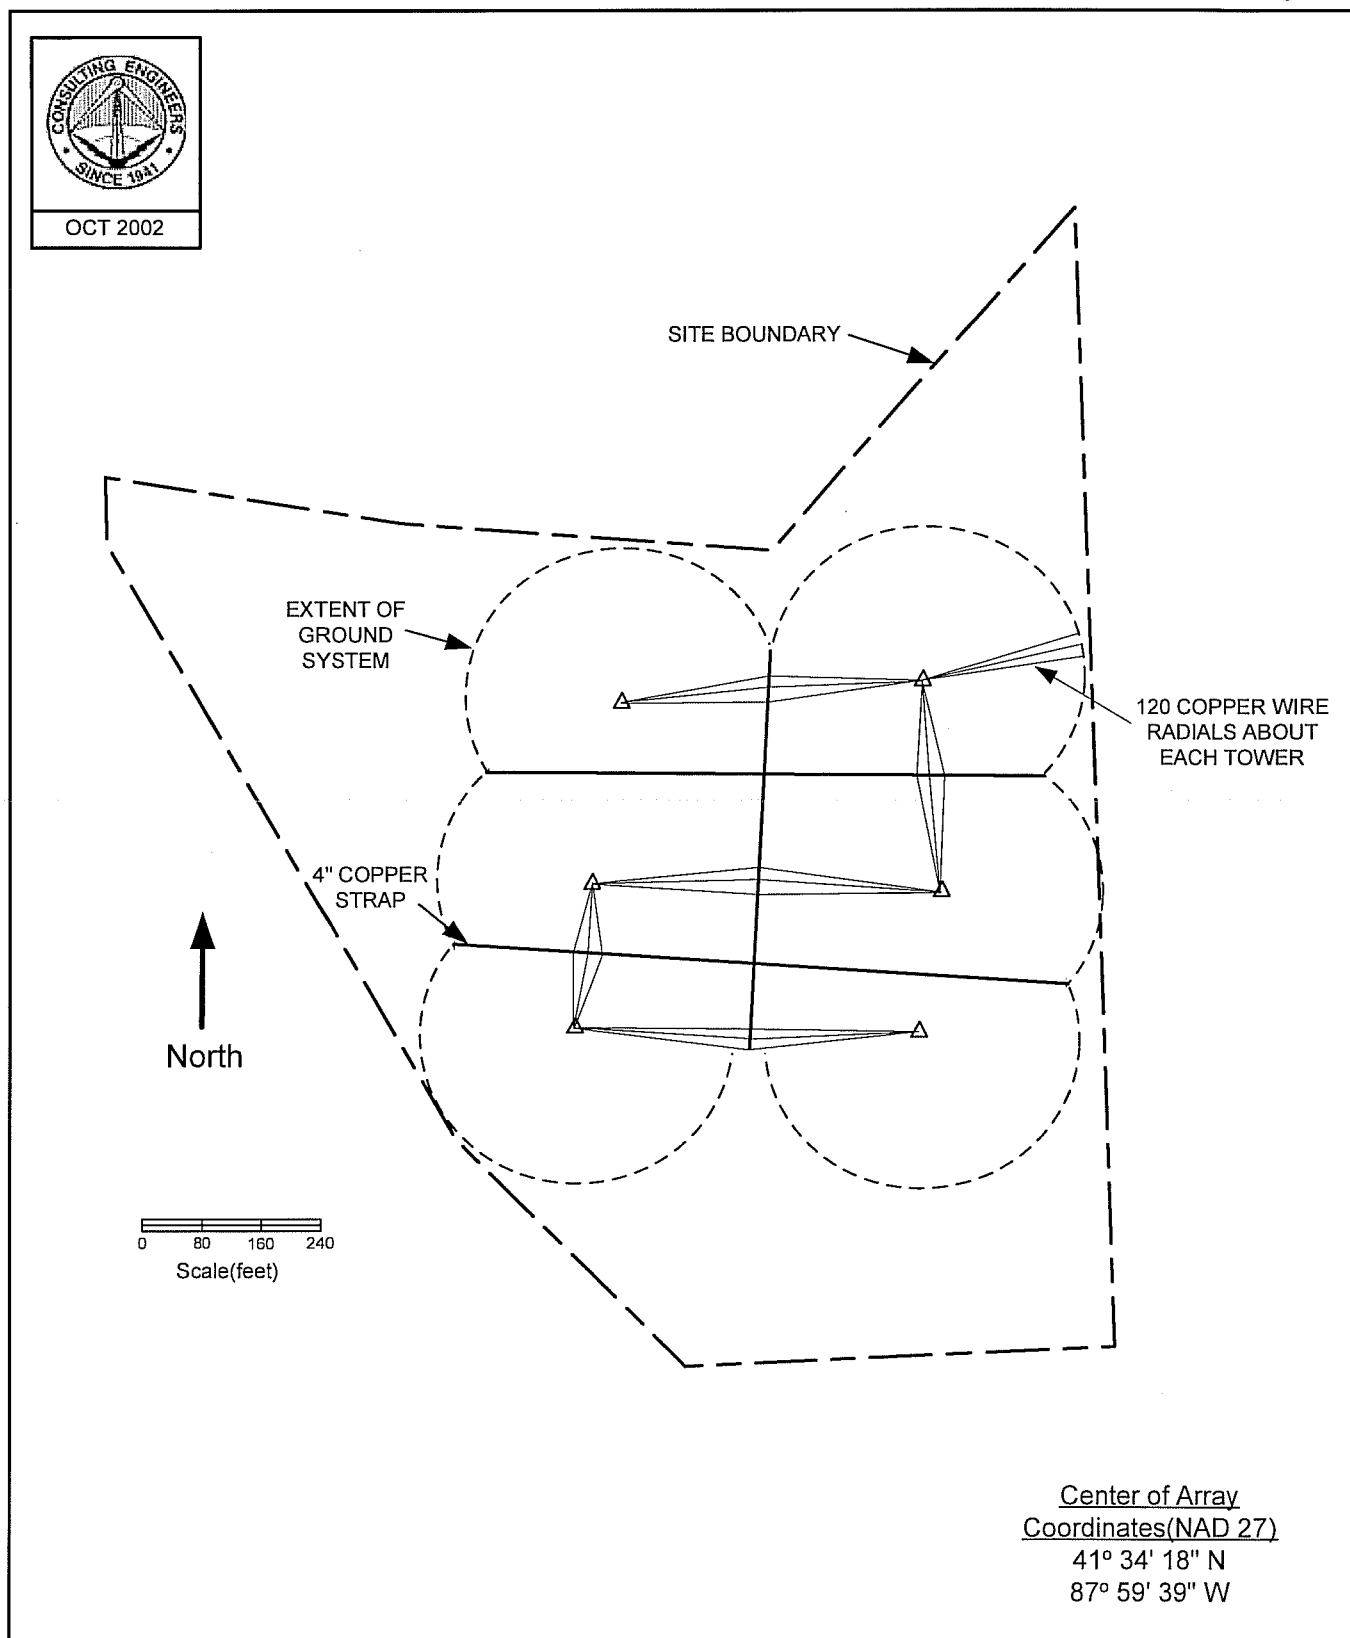 CONSULTING ENGINEERS
• SINCE 1941 •
OCT 2002
SITE BOUNDARY
EXTENT OF
GROUND
SYSTEM
120 COPPER WIRE
RADIALS ABOUT
EACH TOWER
4" COPPER
STRAP
North
0 80 160 240
Scale(feet)
Center of Array
Coordinates(NAD 27)
41º 34' 18" N
87º 59' 39" W